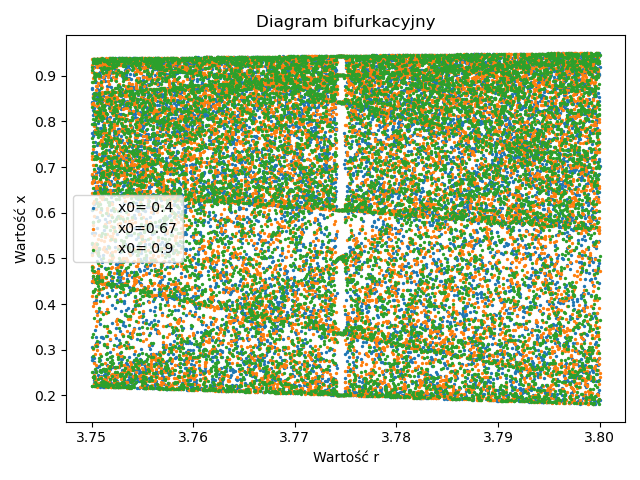 Diagram bifurkacyjny
Wartość x
0.9
0.8
0.7
0.6
0.5
0.4
0.3
0.2
x0= 0.4
x0=0.67
x0= 0.9
3.75 3.76 3.77 3.78 3.79 3.80
Wartość r